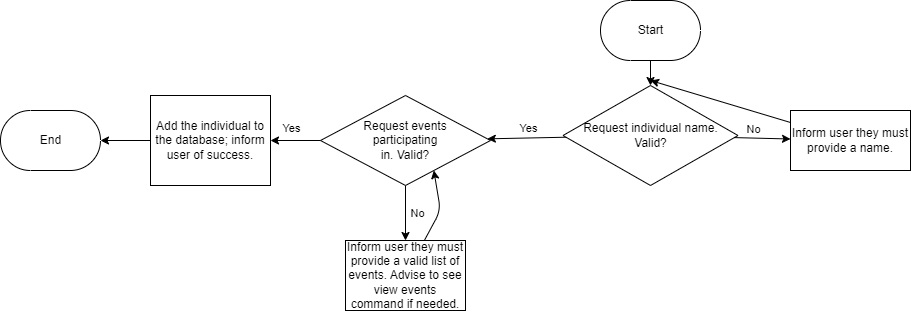 Start
Request individual name.
Valid?
No
Inform user they must
provide a name.
Yes
Request events
participating
in. Valid?
No
Inform user they must
provide a valid list of
events. Advise to see
view events
command if needed.
Yes
Add the individual to
the database; inform
user of success.
End